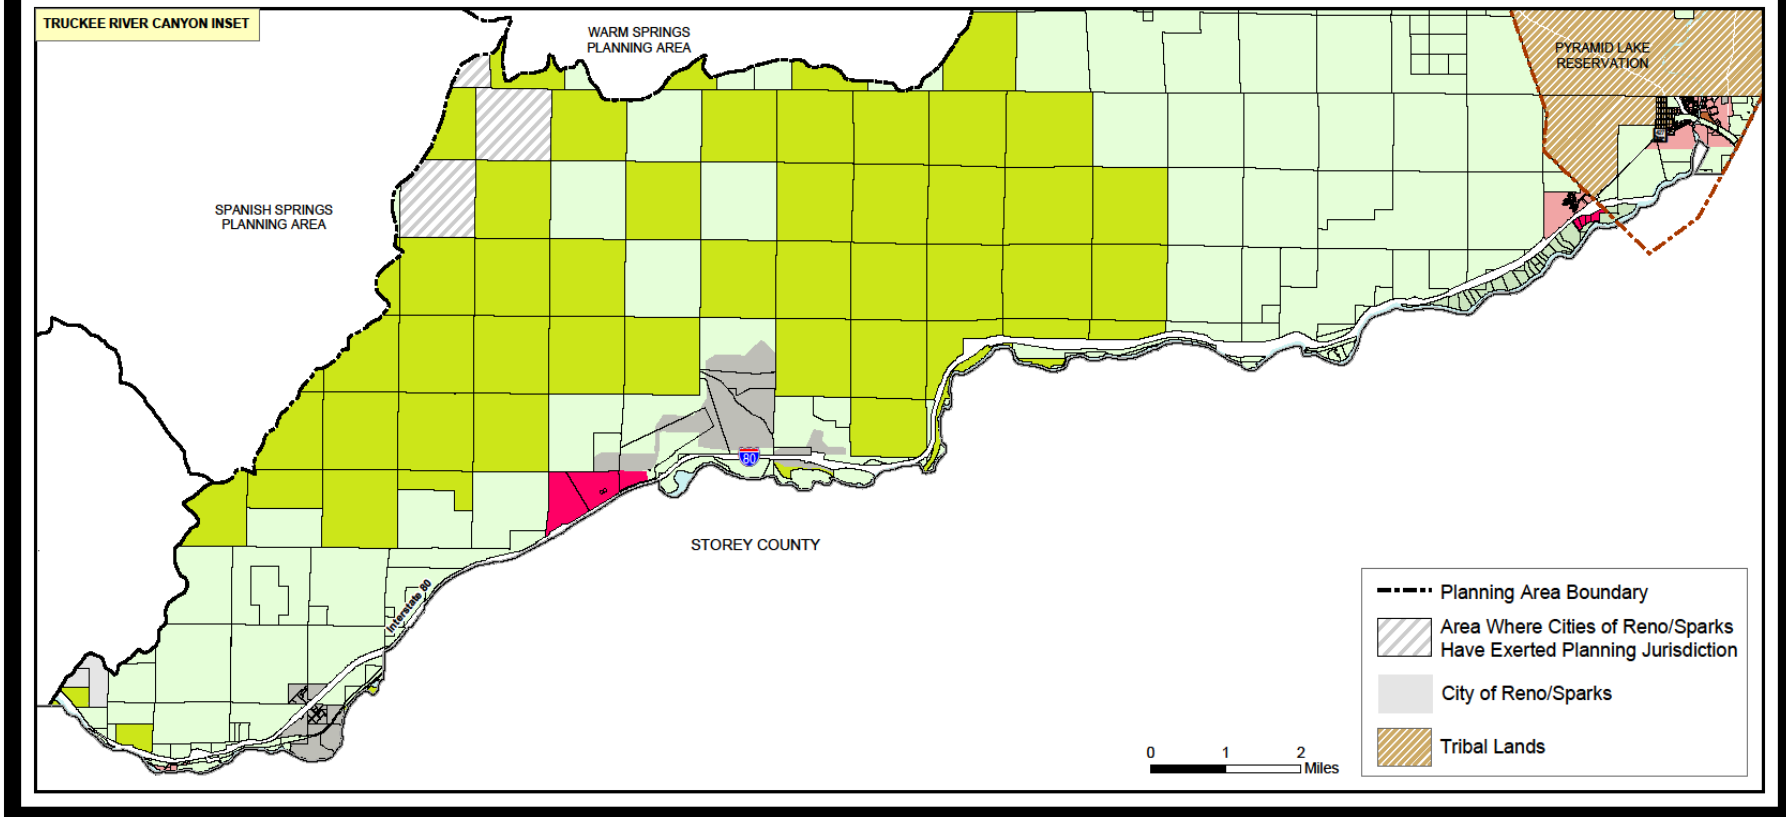 TRUCKEE RIVER CANYON INSET
WARM SPRINGS
PLANNING AREA
PYRAMID LAKE
RESERVATION
SPANISH SPRINGS
PLANNING AREA
80
STOREY COUNTY
Interstate 80
Planning Area Boundary
Area Where Cities of Reno/Sparks
Have Exerted Planning Jurisdiction
City of Reno/Sparks
Tribal Lands
0 1 2
Miles